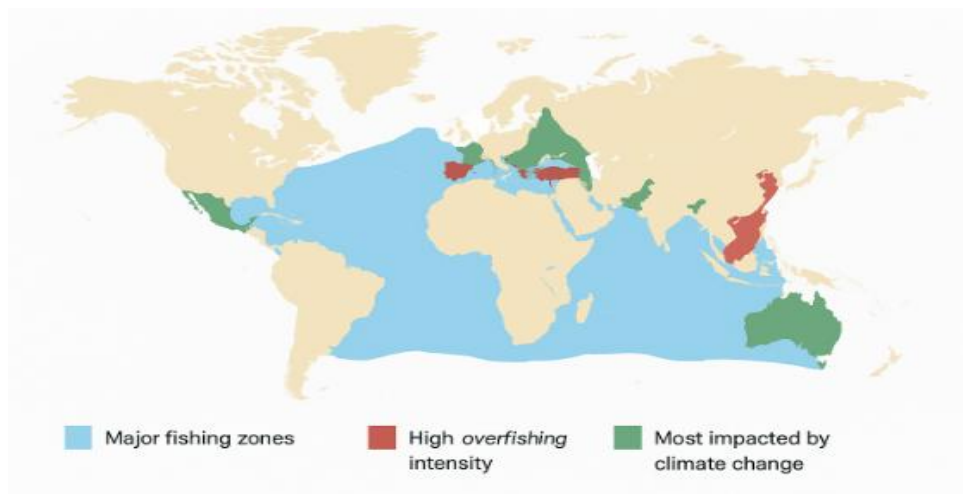 Major fishing zones
High overfishing
intensity
Most impacted by
climate change